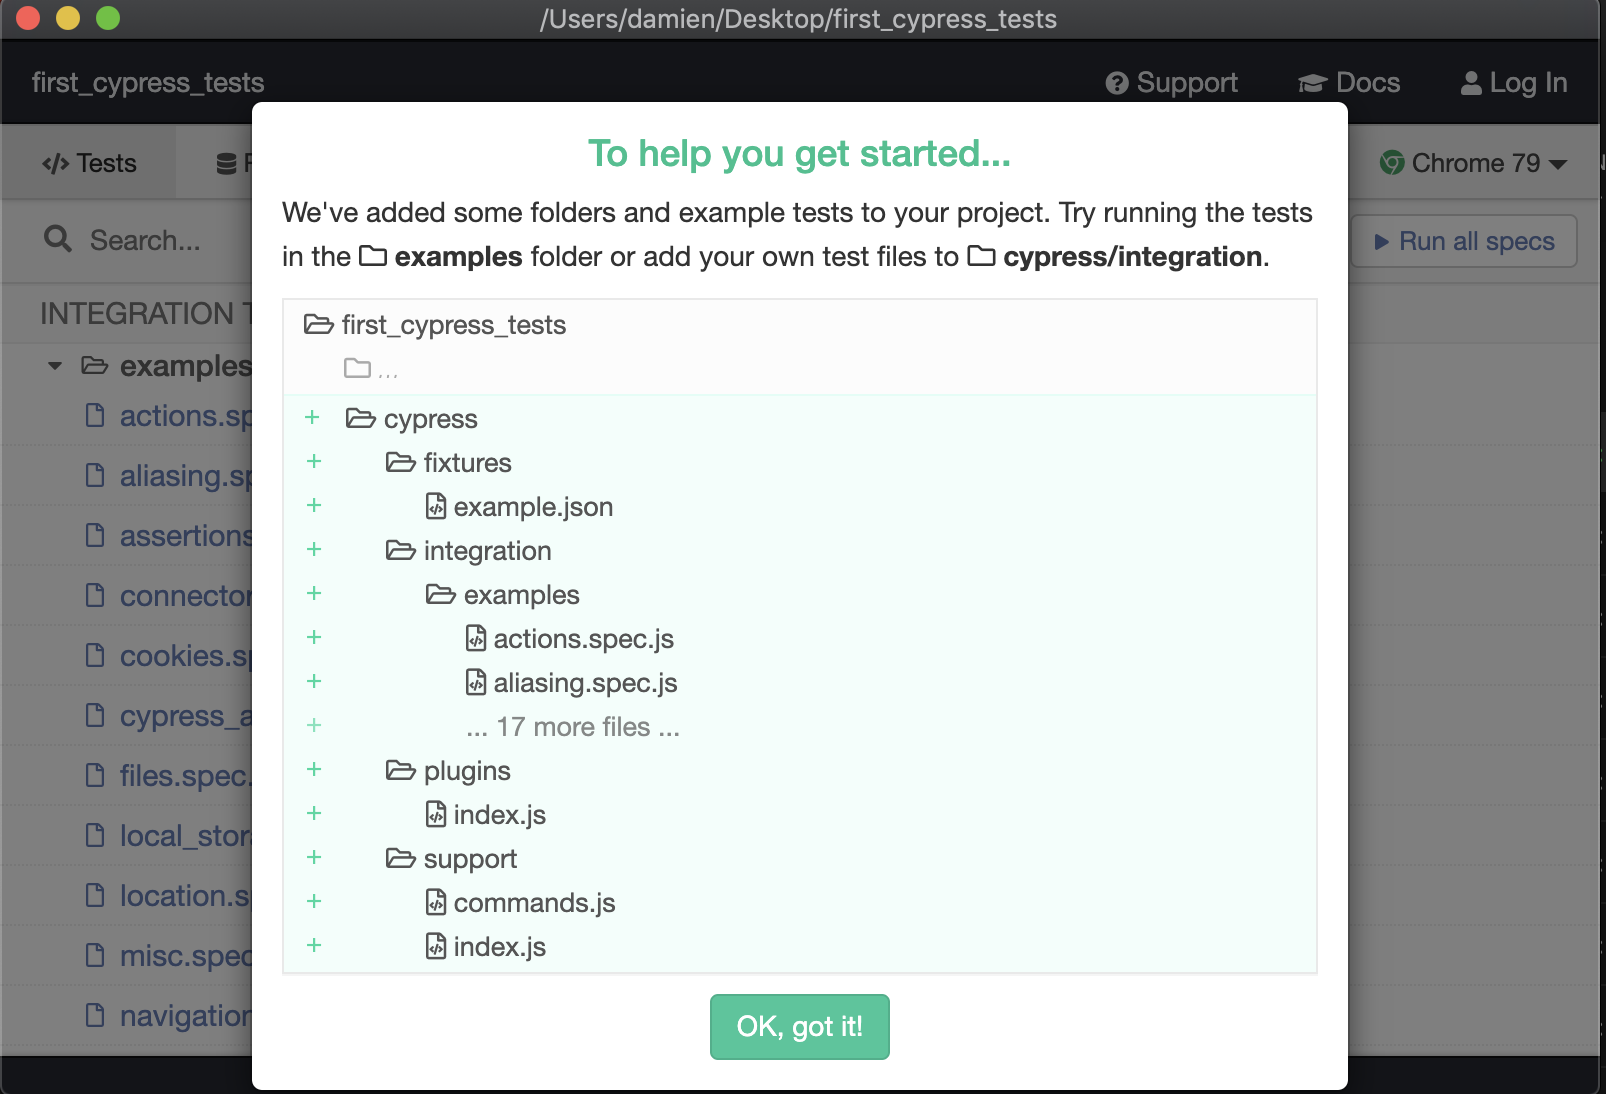 /Users/damien/Desktop/first_cypress_tests
first_cypress_tests
Support
Docs
Log In
Tests
Chrome 79
Search...
Run all specs
INTEGRATION
examples
actions.sp
aliasing.sp
assertions
connector
cookies.sp
cypress_a
files.spec.
local_stor
location.s
misc.spec
navigation
To help you get started...
We've added some folders and example tests to your project. Try running the tests
in the examples folder or add your own test files to cypress/integration.
first_cypress_tests
...
+ cypress
+ fixtures
+ example.json
+ integration
+ examples
+ actions.spec.js
+ aliasing.spec.js
+ ... 17 more files ...
+ plugins
+ index.js
+ support
+ commands.js
+ index.js
OK, got it!